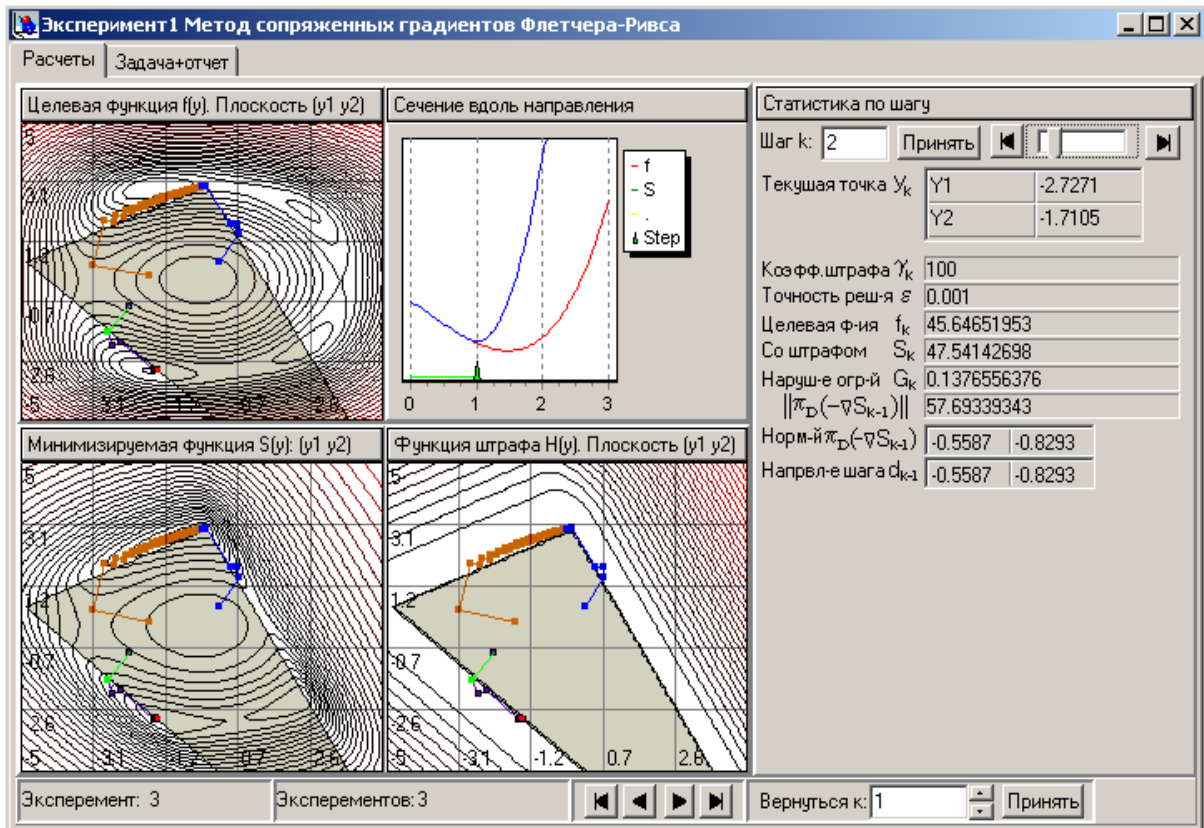 Эксперимент1 Метод сопряженных градиентов Флетчера-Ривса
Расчеты Задача+отчет
Целевая функция f(y). Плоскость (y1 y2)
5
3.1
1.2
-0.7
-2.6
-5 -3.1 -1.2 0.7 2.6
Сечение вдоль направления
f
S
.
Step
0 1 2 3
Минимизируемая функция S(y): (y1 y2)
5
3.1
1.2
-0.7
-2.6
-5 -3.1 -1.2 0.7 2.6
Функция штрафа H(y). Плоскость (y1 y2)
5
3.1
1.2
-0.7
-2.6
-5 -3.1 -1.2 0.7 2.6
Статистика по шагу
Шаг k: 2 Принять
Текушая точка yk Y1 -2.7271
Y2 -1.7105
Коэфф.штрафа γk 100
Точность реш-я ε 0.001
Целевая ф-ия fk 45.64651953
Со штрафом Sk 47.54142698
Наруш-е огр-й Gk 0.1376556376
||πD(-∇Sk-1)|| 57.69339343
Норм-й πD(-∇Sk-1) -0.5587 -0.8293
Напрвл-е шага dk-1 -0.5587 -0.8293
Эксперемент: 3 Эксперементов: 3 Вернуться к: 1 Принять